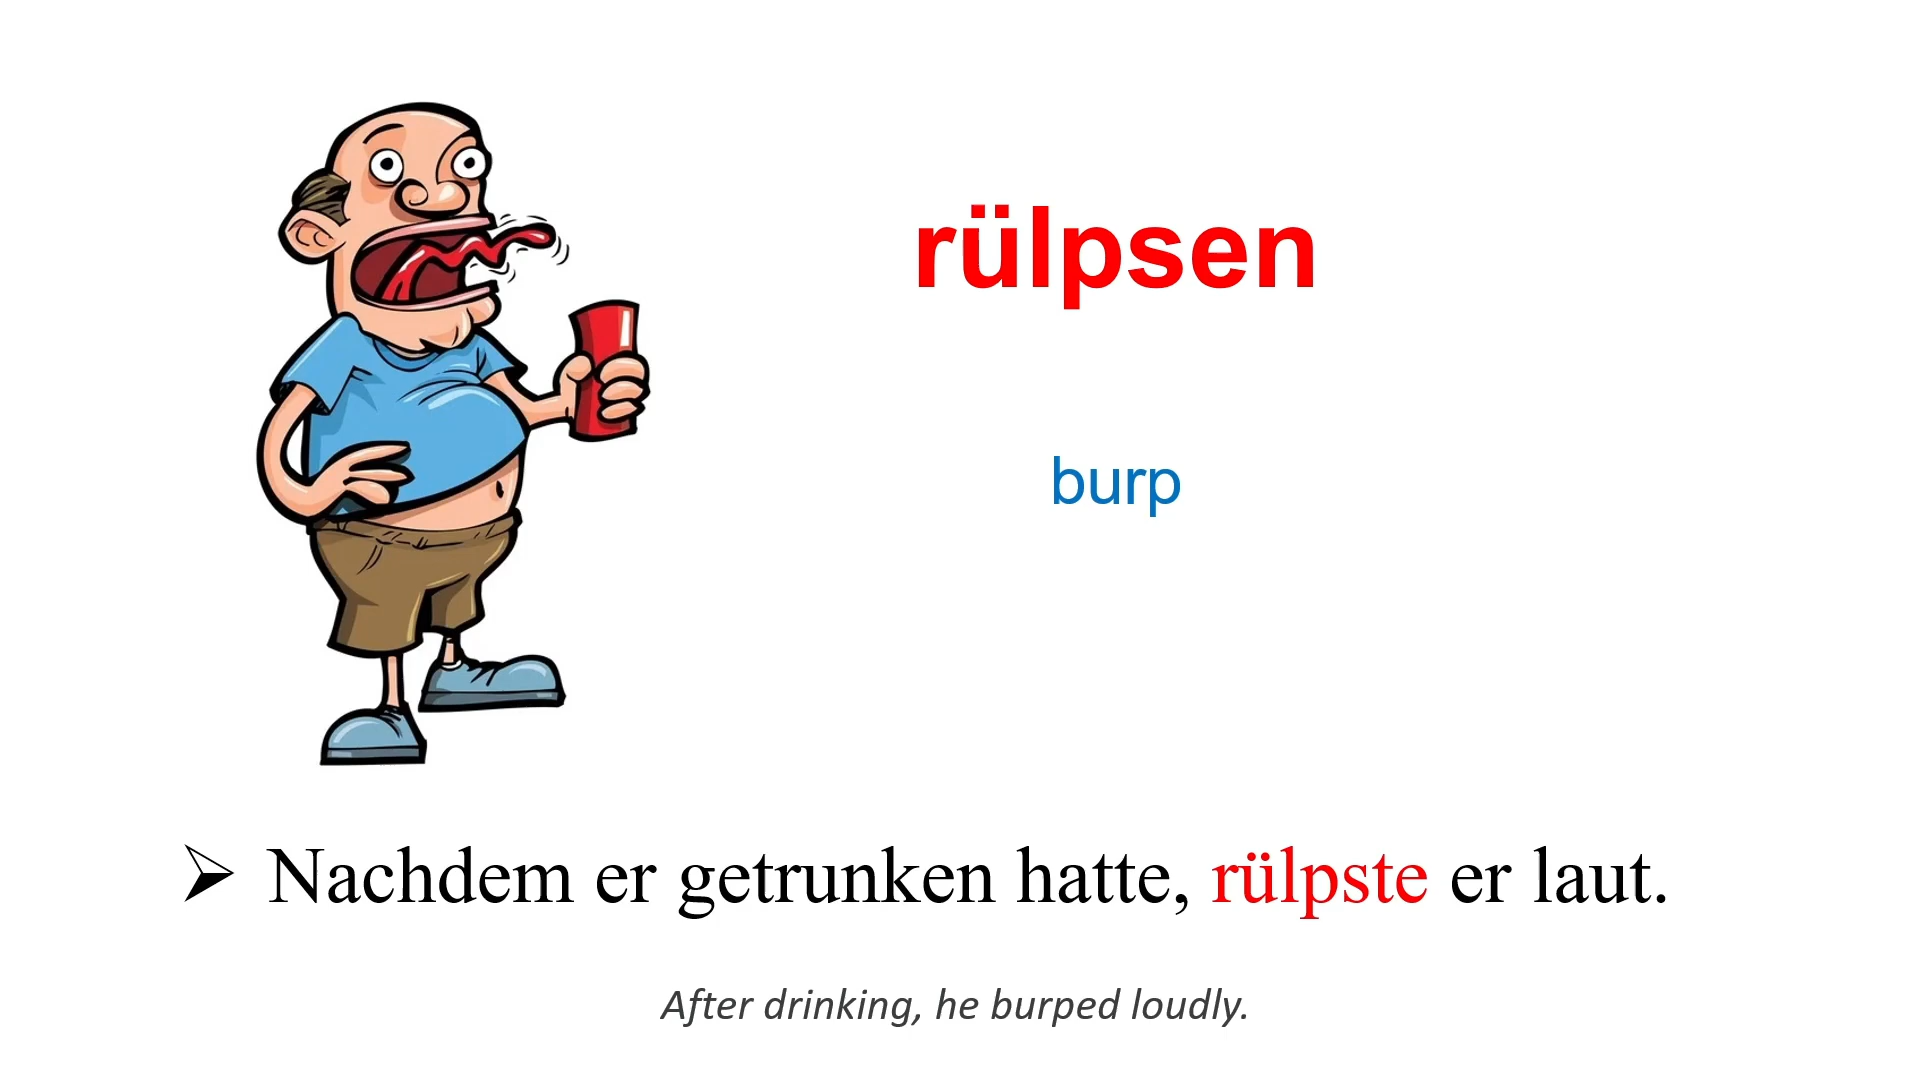 rülpsen
burp
➢ Nachdem er getrunken hatte, rülpste er laut.
After drinking, he burped loudly.